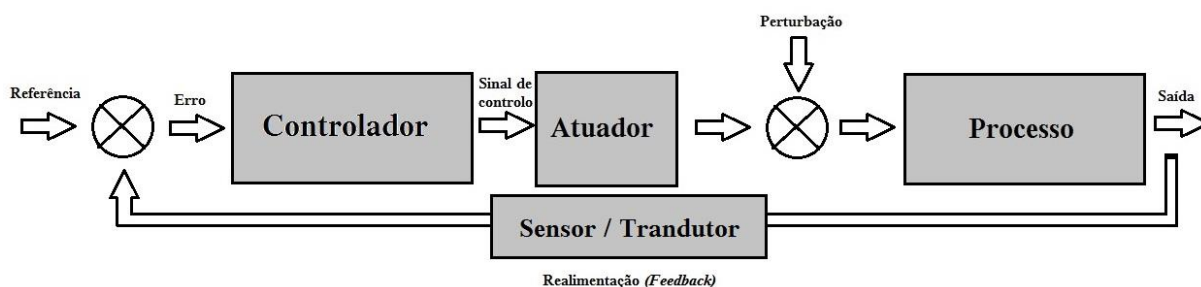 Perturbação
Referência
Erro
Controlador
Sinal de
controlo
Atuador
Processo
Saída
Sensor / Trandutor
Realimentação (Feedback)